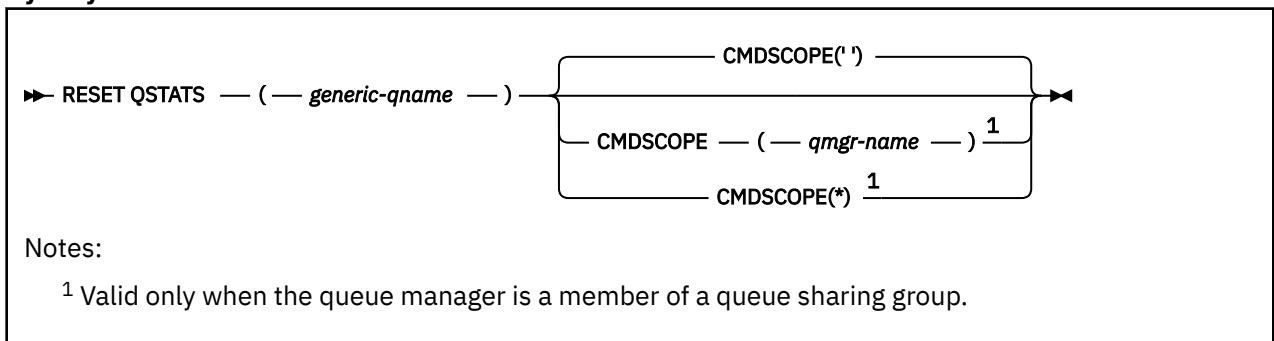 CMDSCOPE(' ')
RESET QSTATS ( generic-qname )
CMDSCOPE ( qmgr-name ) 1
CMDSCOPE(*) 1
Notes:
1 Valid only when the queue manager is a member of a queue sharing group.